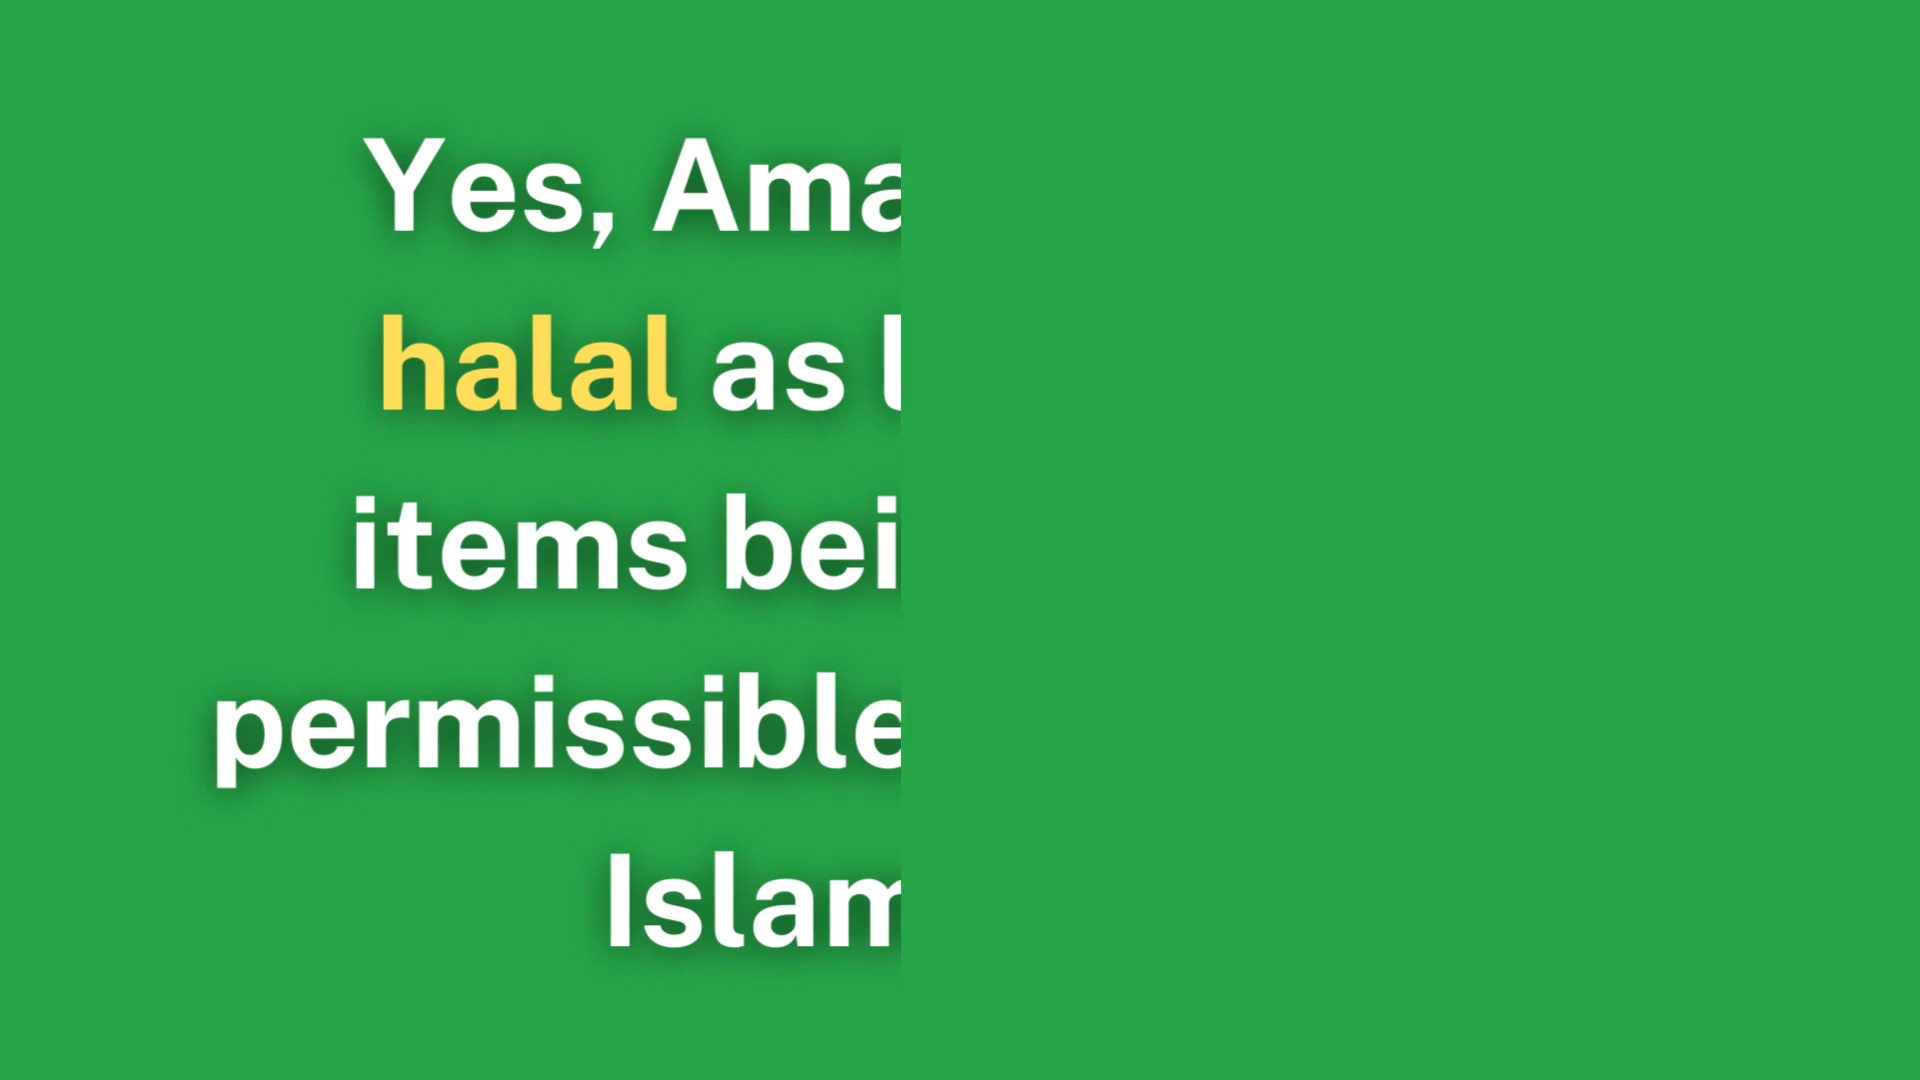 Yes, Ama
halal as l
items bei
permissible
Islam